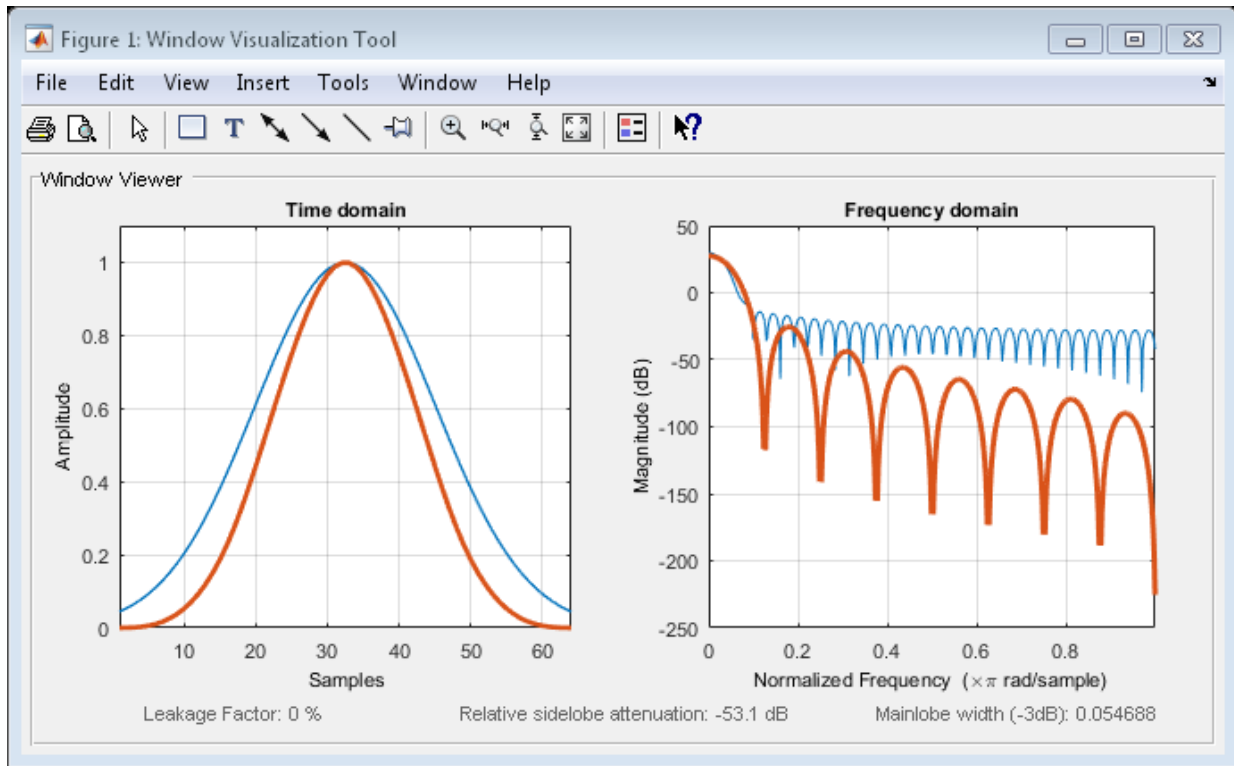 Figure 1: Window Visualization Tool
File Edit View Insert Tools Window Help
T
?
Window Viewer
Time domain
1
0.8
0.6
0.4
0.2
0
Amplitude
10 20 30 40 50 60
Samples
Frequency domain
50
0
-50
-100
-150
-200
-250
Magnitude (dB)
0 0.2 0.4 0.6 0.8
Normalized Frequency (×π rad/sample)
Leakage Factor: 0 % Relative sidelobe attenuation: -53.1 dB Mainlobe width (-3dB): 0.054688